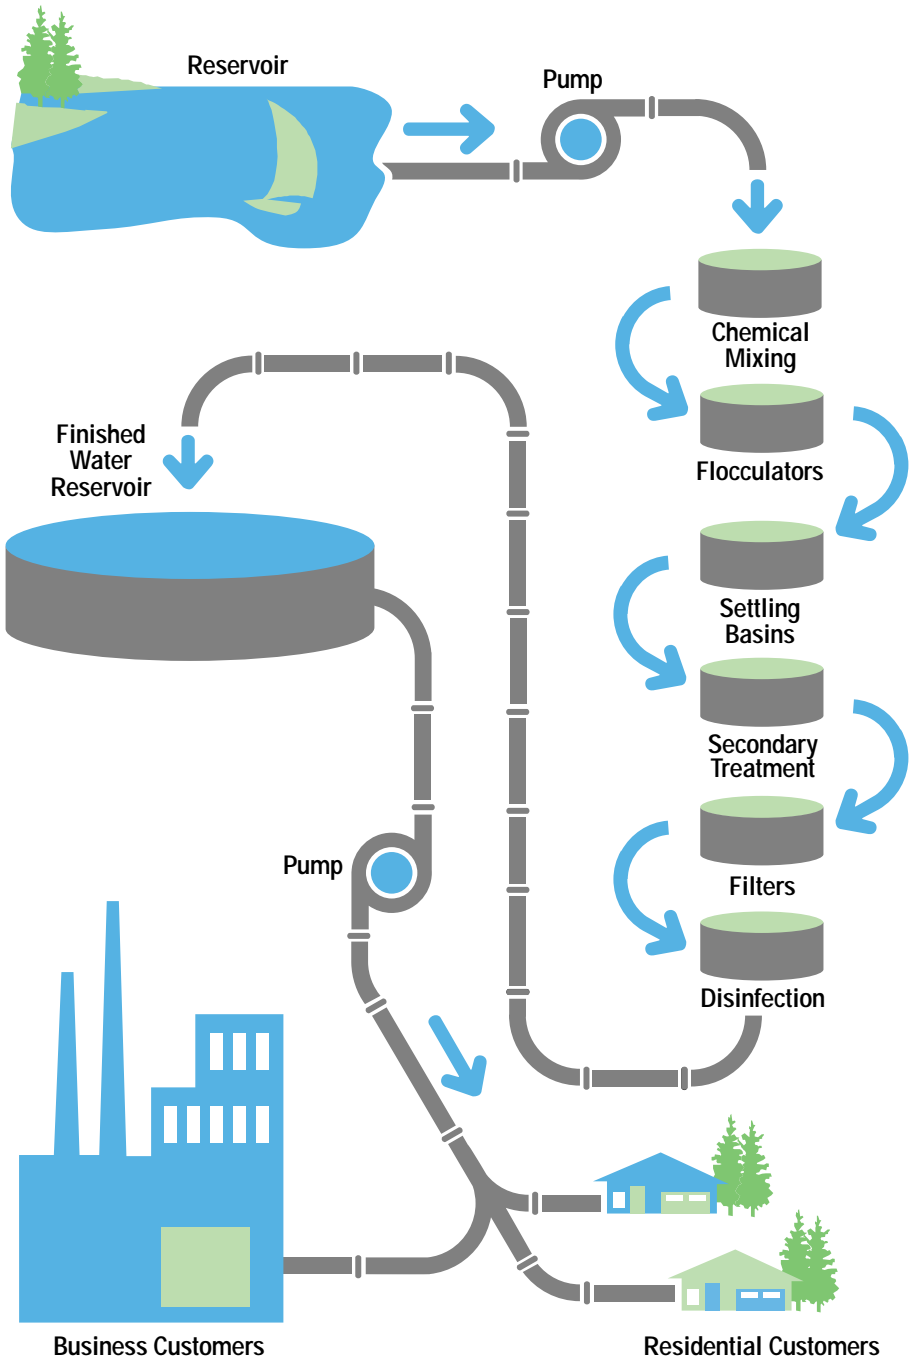 Reservoir
Pump
Chemical
Mixing
Flocculators
Finished
Water
Reservoir
Settling
Basins
Secondary
Treatment
Pump
Filters
Disinfection
Business Customers
Residential Customers